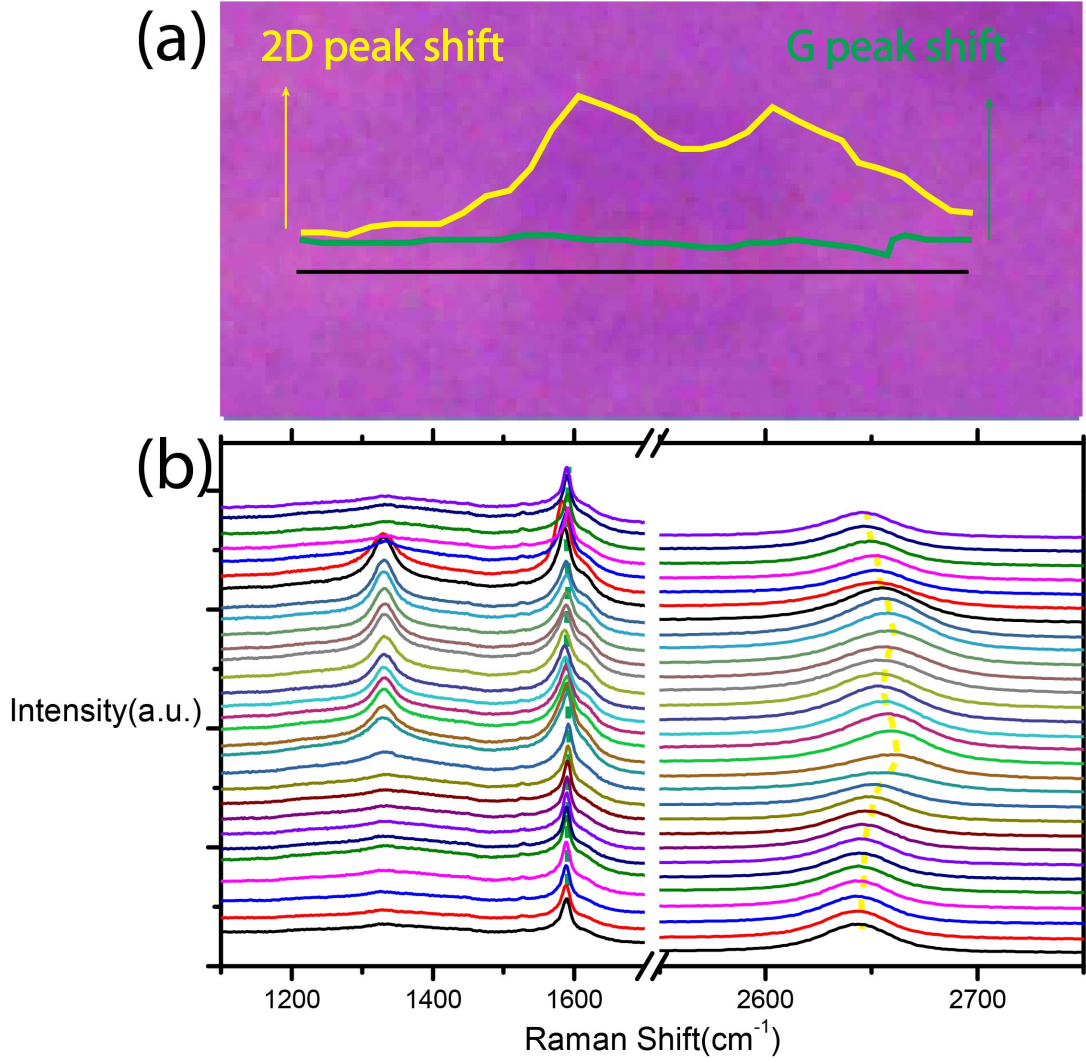 (a)
2D peak shift
G peak shift
(b)
Intensity(a.u.)
1200
1400
1600
2600
2700
Raman Shift(cm⁻¹)